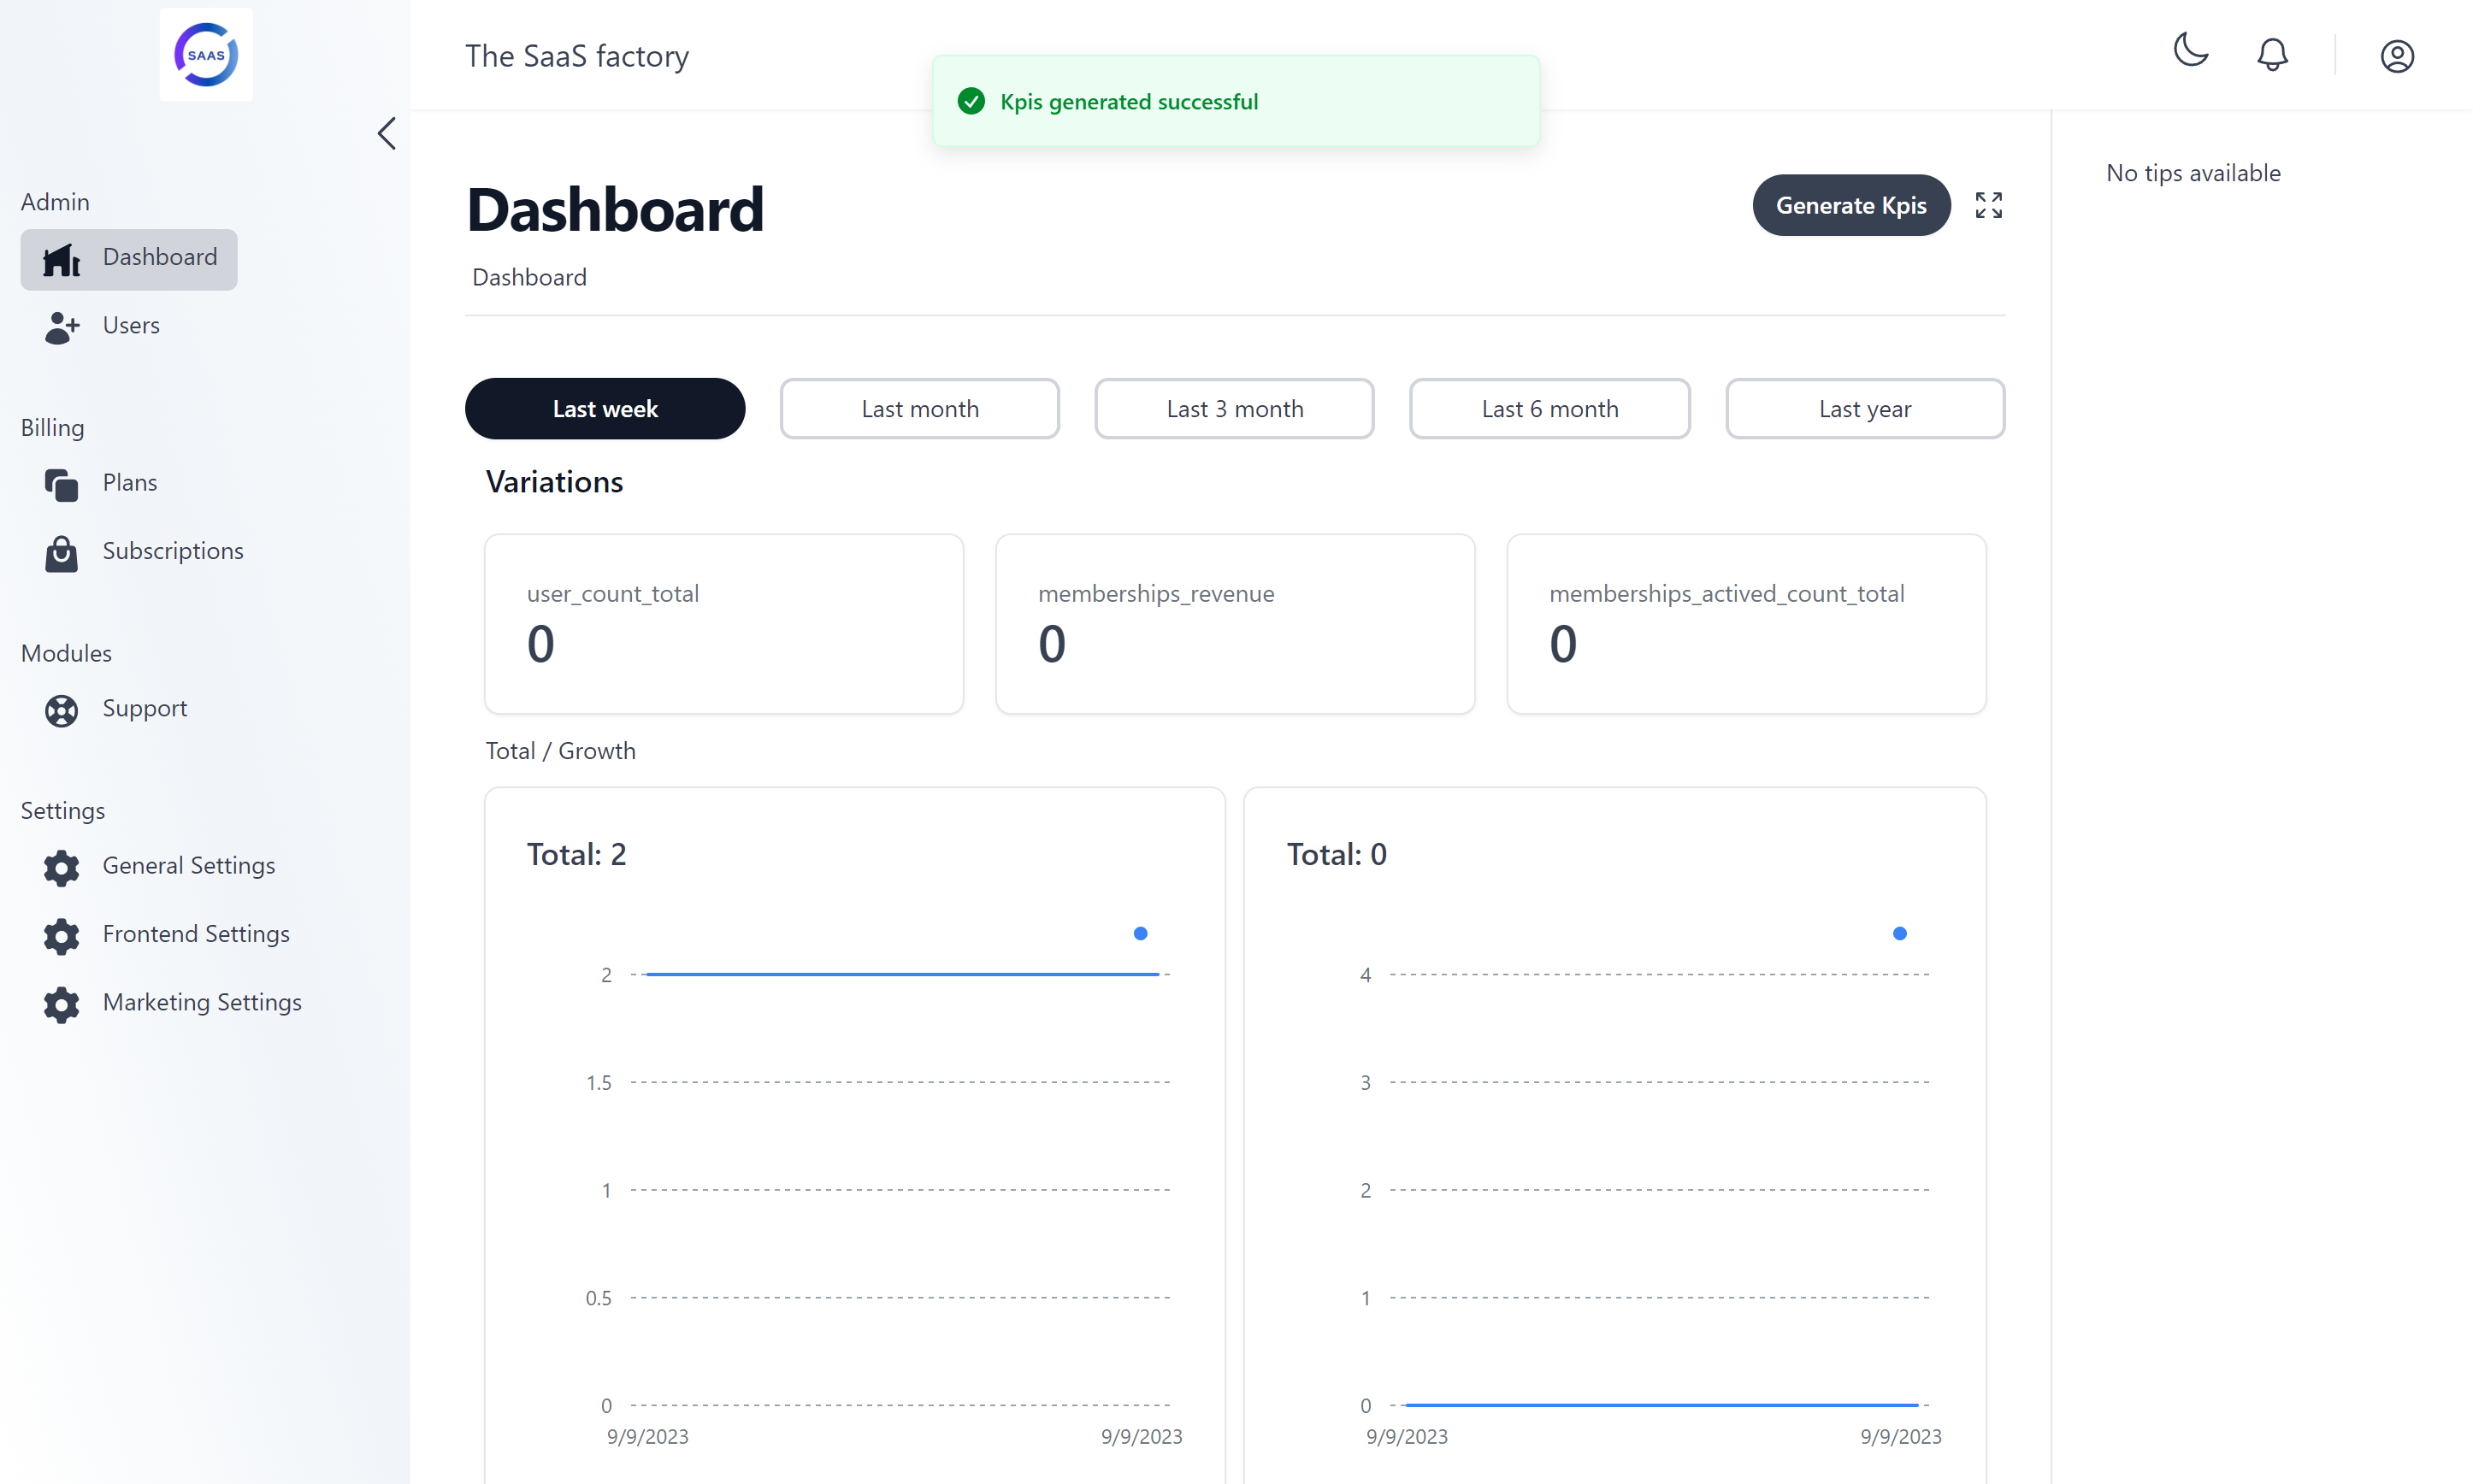 SAAS
The SaaS factory
Kpis generated successful
No tips available
Admin
Dashboard
Users
Billing
Plans
Subscriptions
Modules
Support
Settings
General Settings
Frontend Settings
Marketing Settings
Dashboard
Generate Kpis
Dashboard
Last week
Last month
Last 3 month
Last 6 month
Last year
Variations
user_count_total
0
memberships_revenue
0
memberships_actived_count_total
0
Total / Growth
Total: 2
2
1.5
1
0.5
0
9/9/2023
9/9/2023
Total: 0
4
3
2
1
0
9/9/2023
9/9/2023